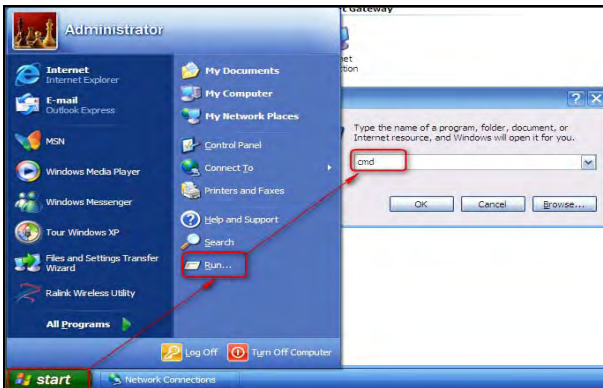 Administrator
Internet
Internet Explorer
E-mail
Outlook Express
MSN
Windows Media Player
Windows Messenger
Tour Windows XP
Files and Settings Transfer
Wizard
Ralink Wireless Utility
All Programs
My Documents
My Computer
My Network Places
Control Panel
Connect To
Printers and Faxes
Help and Support
Search
Run...
Log Off
Turn Off Computer
start
Network Connections
Gateway
Type the name of a program, folder, document, or
Internet resource, and Windows will open it for you.
cmd
OK
Cancel
Browse...